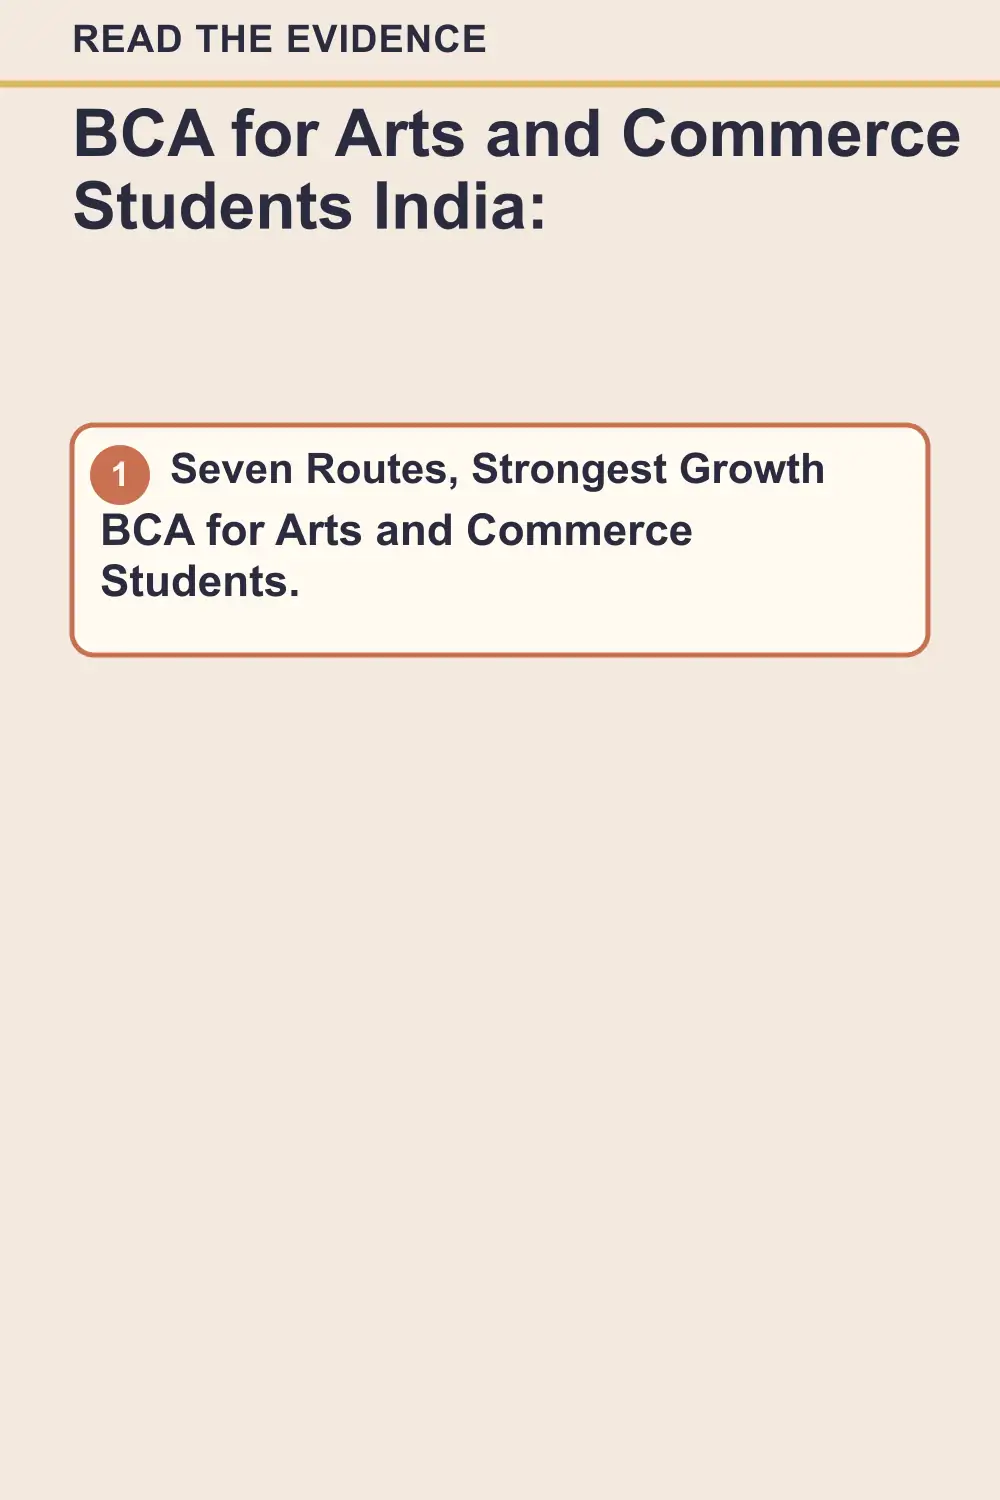 READ THE EVIDENCE
BCA for Arts and Commerce
Students India:
1 Seven Routes, Strongest Growth
BCA for Arts and Commerce
Students.